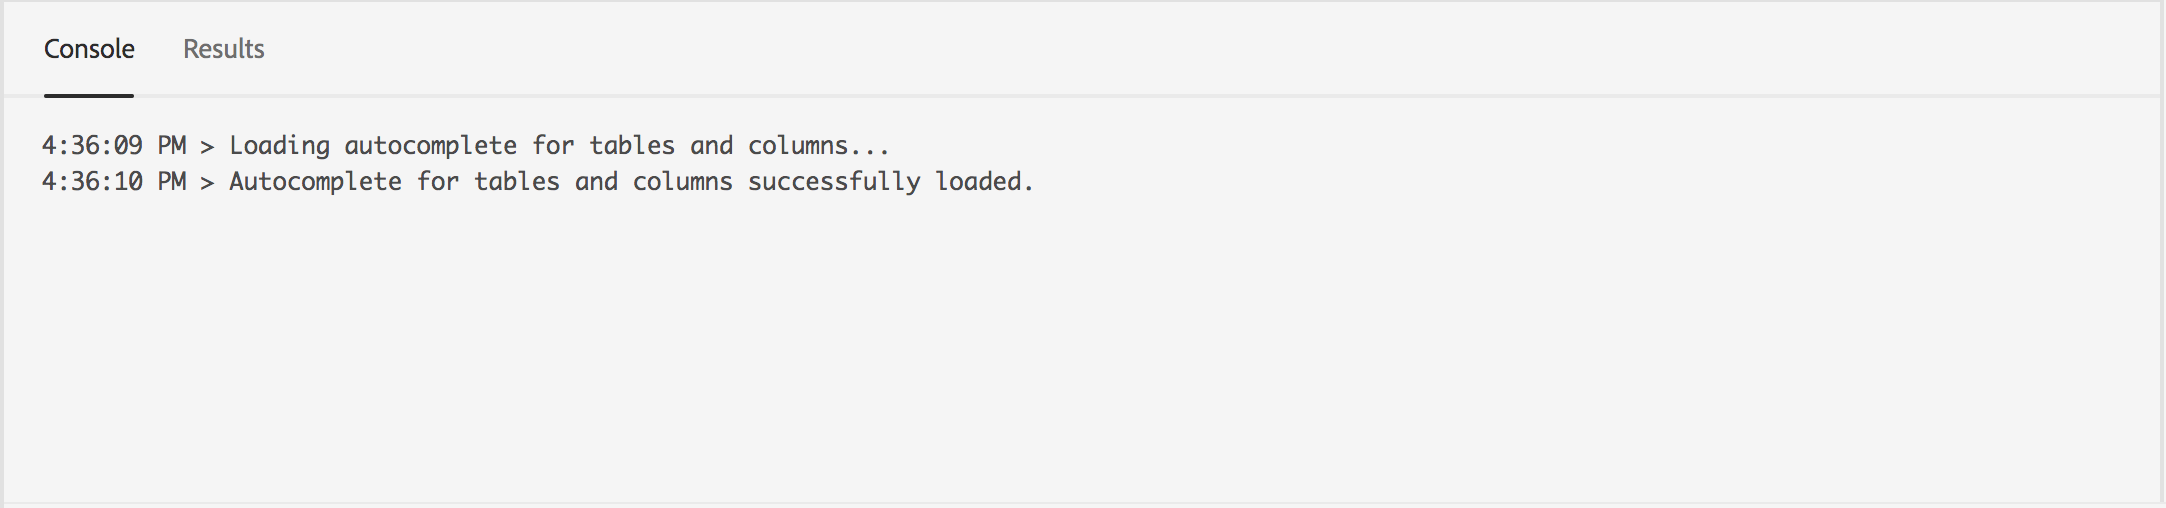 Console Results
4:36:09 PM > Loading autocomplete for tables and columns...
4:36:10 PM > Autocomplete for tables and columns successfully loaded.